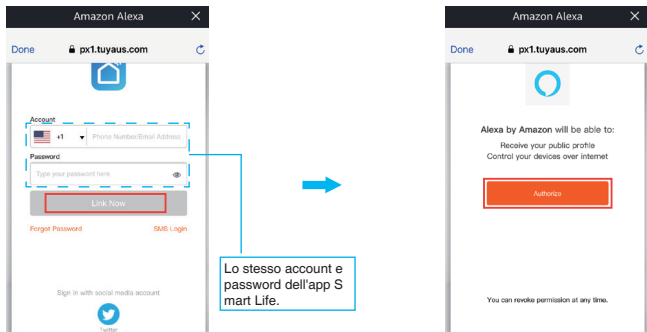 Amazon Alexa
Done
px1.tuyaus.com
Account
+1
Phone Number/Email Address
Password
Type your password here
Link Now
Forgot Password
SMS Login
Sign in with social media account
Twitter
Lo stesso account e
password dell'app S
mart Life.
Amazon Alexa
Done
px1.tuyaus.com
Alexa by Amazon will be able to:
Receive your public profile
Control your devices over internet
Authorize
You can revoke permission at any time.